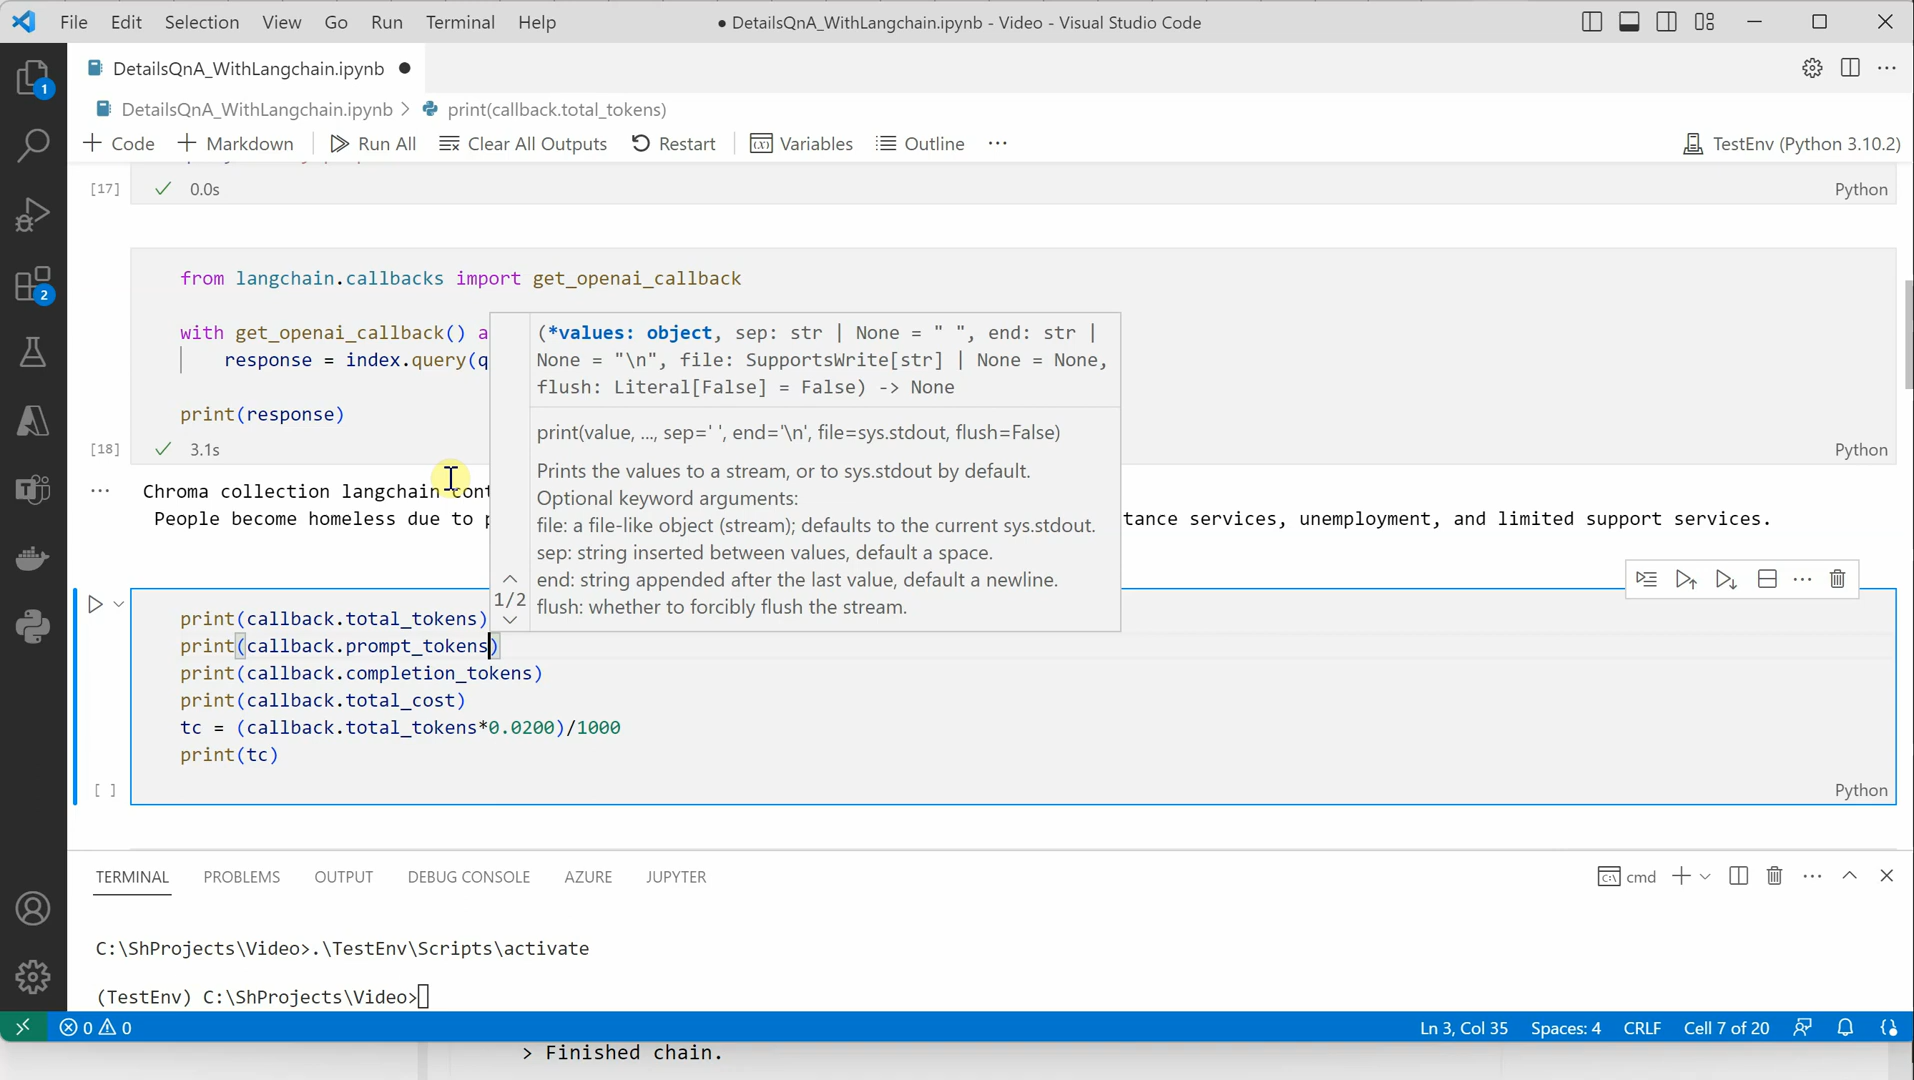 File Edit Selection View Go Run Terminal Help
● DetailsQnA_WithLangchain.ipynb - Video - Visual Studio Code
DetailsQnA_WithLangchain.ipynb ●
DetailsQnA_WithLangchain.ipynb > print(callback.total_tokens)
+ Code + Markdown Run All Clear All Outputs Restart Variables Outline ...
TestEnv (Python 3.10.2)
[17] ✓ 0.0s Python
from langchain.callbacks import get_openai_callback
with get_openai_callback() a
response = index.query(q
print(response)
[18] ✓ 3.1s Python
(*values: object, sep: str | None = " ", end: str |
None = "\n", file: SupportsWrite[str] | None = None,
flush: Literal[False] = False) -> None
print(value, ..., sep=' ', end='\n', file=sys.stdout, flush=False)
Prints the values to a stream, or to sys.stdout by default.
Optional keyword arguments:
file: a file-like object (stream); defaults to the current sys.stdout.
sep: string inserted between values, default a space.
end: string appended after the last value, default a newline.
flush: whether to forcibly flush the stream.
1/2
... Chroma collection langchain cont
People become homeless due to p
tance services, unemployment, and limited support services.
print(callback.total_tokens)
print(callback.prompt_tokens)
print(callback.completion_tokens)
print(callback.total_cost)
tc = (callback.total_tokens*0.0200)/1000
print(tc)
[ ] Python
TERMINAL PROBLEMS OUTPUT DEBUG CONSOLE AZURE JUPYTER
cmd
C:\ShProjects\Video>.\TestEnv\Scripts\activate
(TestEnv) C:\ShProjects\Video>
1
2
0 0
Ln 3, Col 35 Spaces: 4 CRLF Cell 7 of 20
> Finished chain.